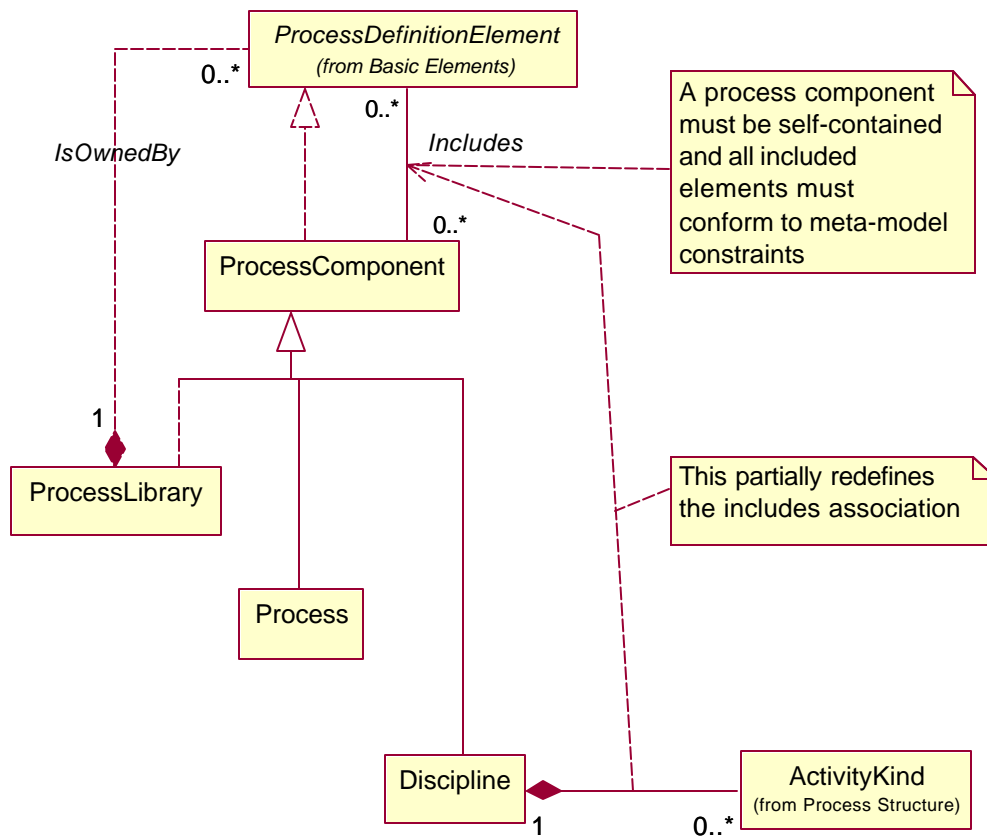 ProcessDefinitionElement
(from Basic Elements)
0..*
0..*
IsOwnedBy
Includes
A process component
must be self-contained
and all included
elements must
conform to meta-model
constraints
0..*
ProcessComponent
1
ProcessLibrary
This partially redefines
the includes association
Process
Discipline
1
0..*
ActivityKind
(from Process Structure)